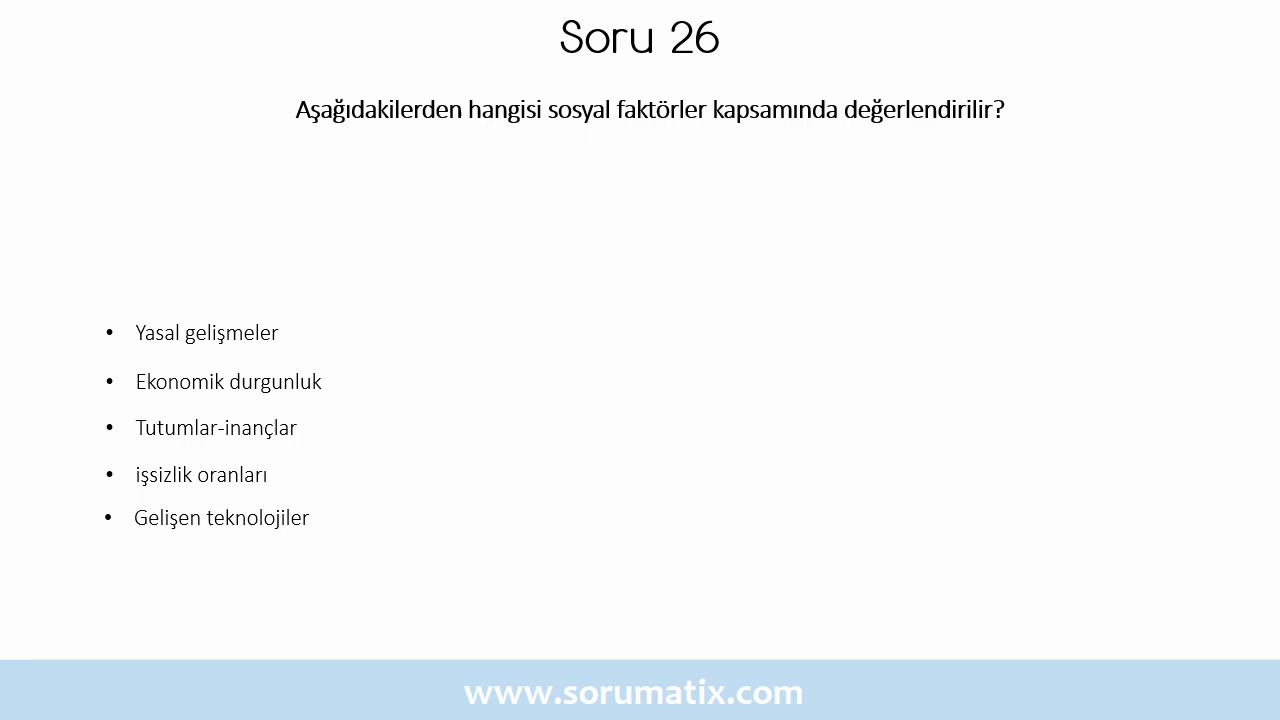 Soru 26
Aşağıdakilerden hangisi sosyal faktörler kapsamında değerlendirilir?
• Yasal gelişmeler
• Ekonomik durgunluk
• Tutumlar-inançlar
• işsizlik oranları
• Gelişen teknolojiler
www.sorumatix.com